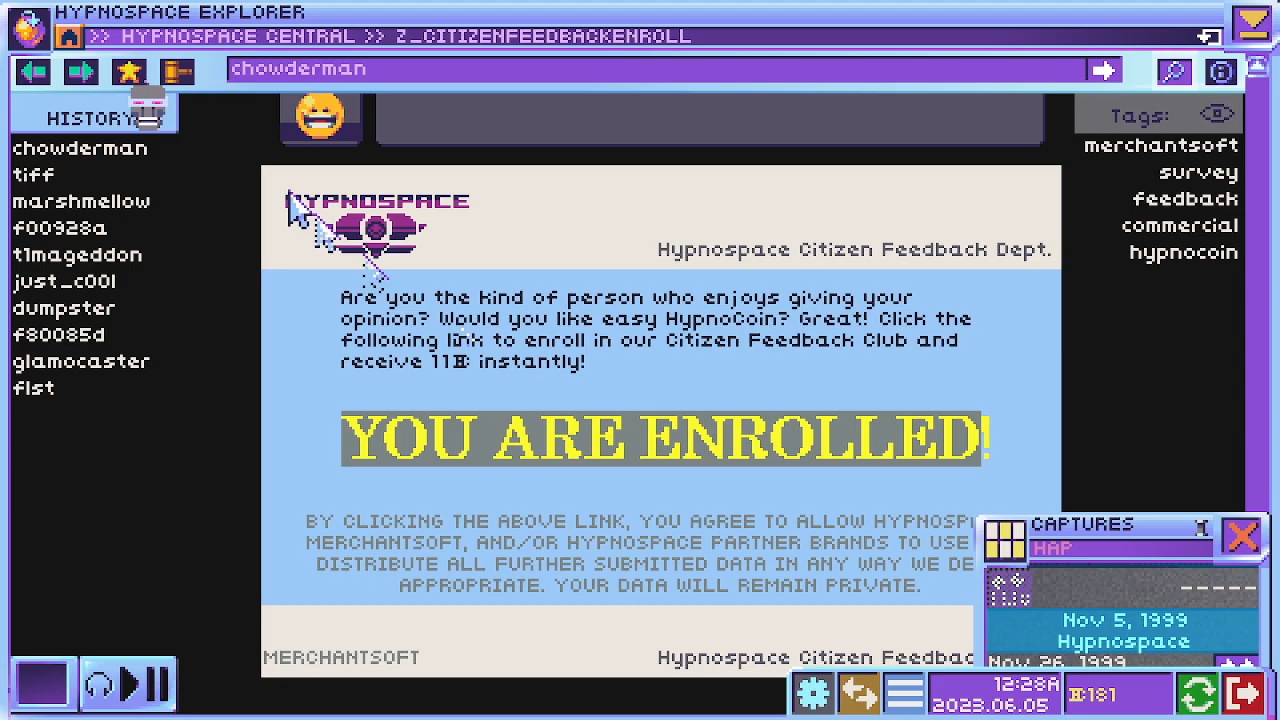 HYPNOSPACE EXPLORER
>> HYPNOSPACE CENTRAL >> Z_CITIZENFEEDBACKENROLL
chowderman
HISTORY
chowderman
tiff
marshmellow
f00928a
t1mageddon
just_c00l
dumpster
f80085d
glamocaster
flst
Tags:
merchantsoft
survey
feedback
commercial
hypnocoin
HYPNOSPACE
Hypnospace Citizen Feedback Dept.
Are you the kind of person who enjoys giving your
opinion? Would you like easy HypnoCoin? Great! Click the
following link to enroll in our Citizen Feedback Club and
receive 11 instantly!
YOU ARE ENROLLED!
BY CLICKING THE ABOVE LINK, YOU AGREE TO ALLOW HYPNOSP
MERCHANTSOFT, AND/OR HYPNOSPACE PARTNER BRANDS TO USE
DISTRIBUTE ALL FURTHER SUBMITTED DATA IN ANY WAY WE DE
APPROPRIATE. YOUR DATA WILL REMAIN PRIVATE.
MERCHANTSOFT
Hypnospace Citizen Feedbac
CAPTURES
HAP
Nov 5, 1999
Hypnospace
Nov 26, 1999
12:28A
2023.06.05
:181